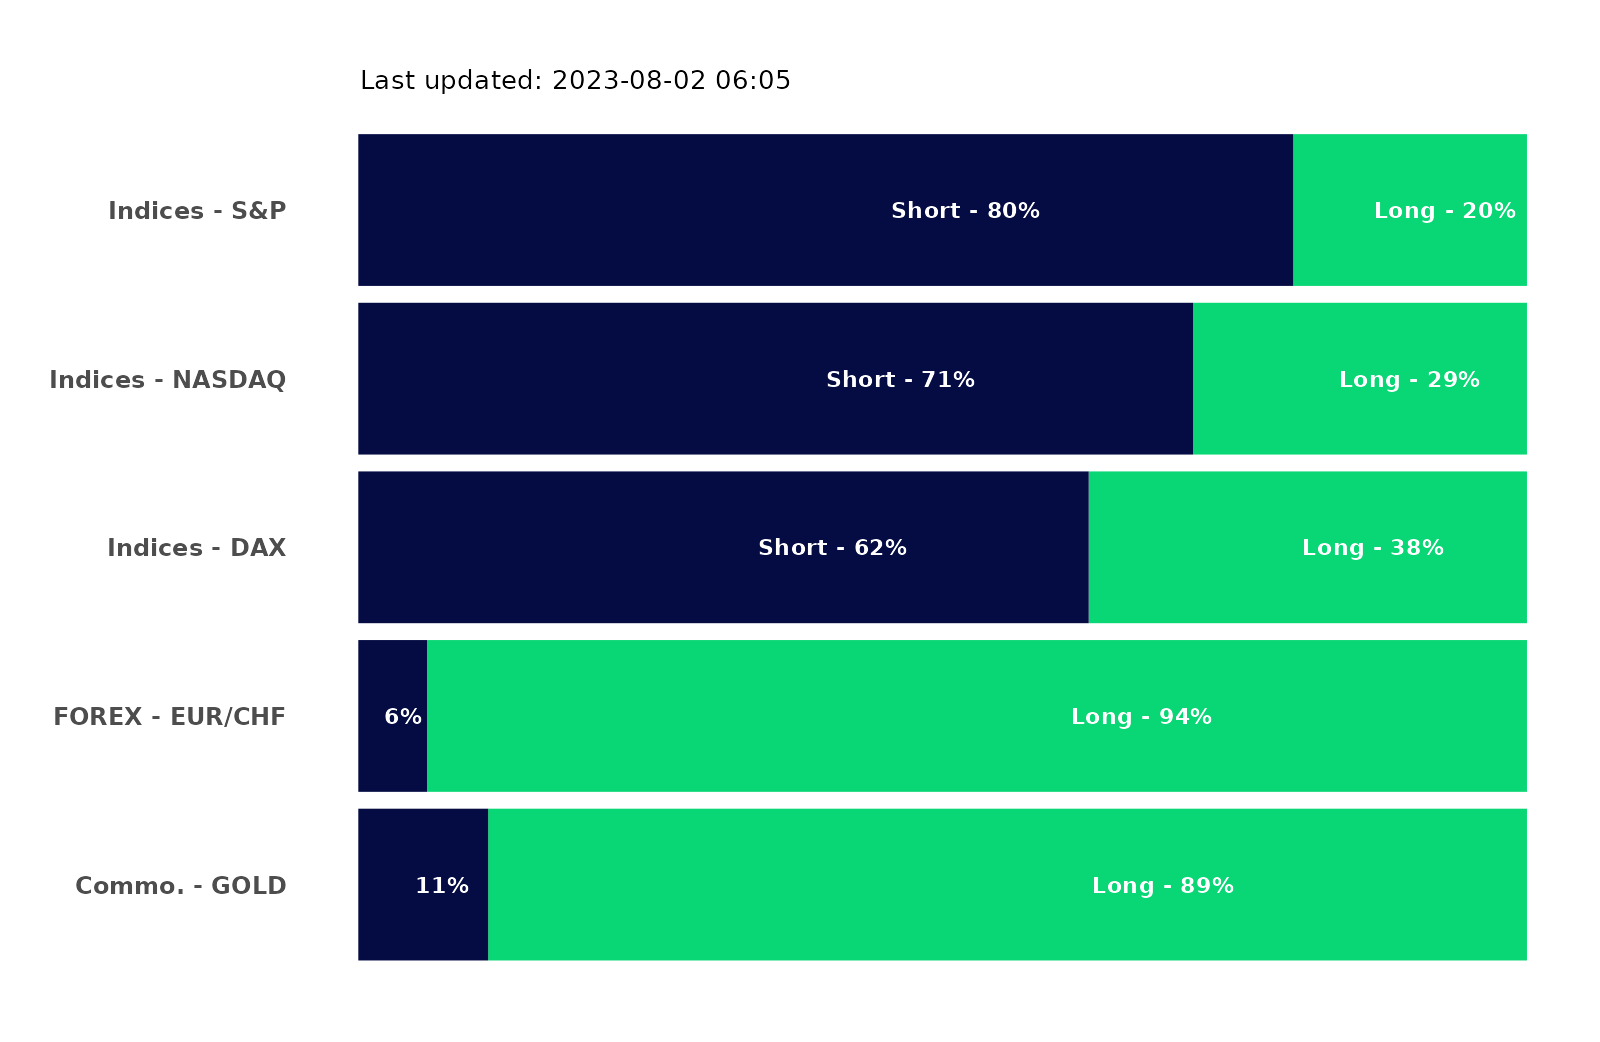 Last updated: 2023-08-02 06:05
Indices - S&P Short - 80% Long - 20%
Indices - NASDAQ Short - 71% Long - 29%
Indices - DAX Short - 62% Long - 38%
FOREX - EUR/CHF 6% Long - 94%
Commo. - GOLD 11% Long - 89%